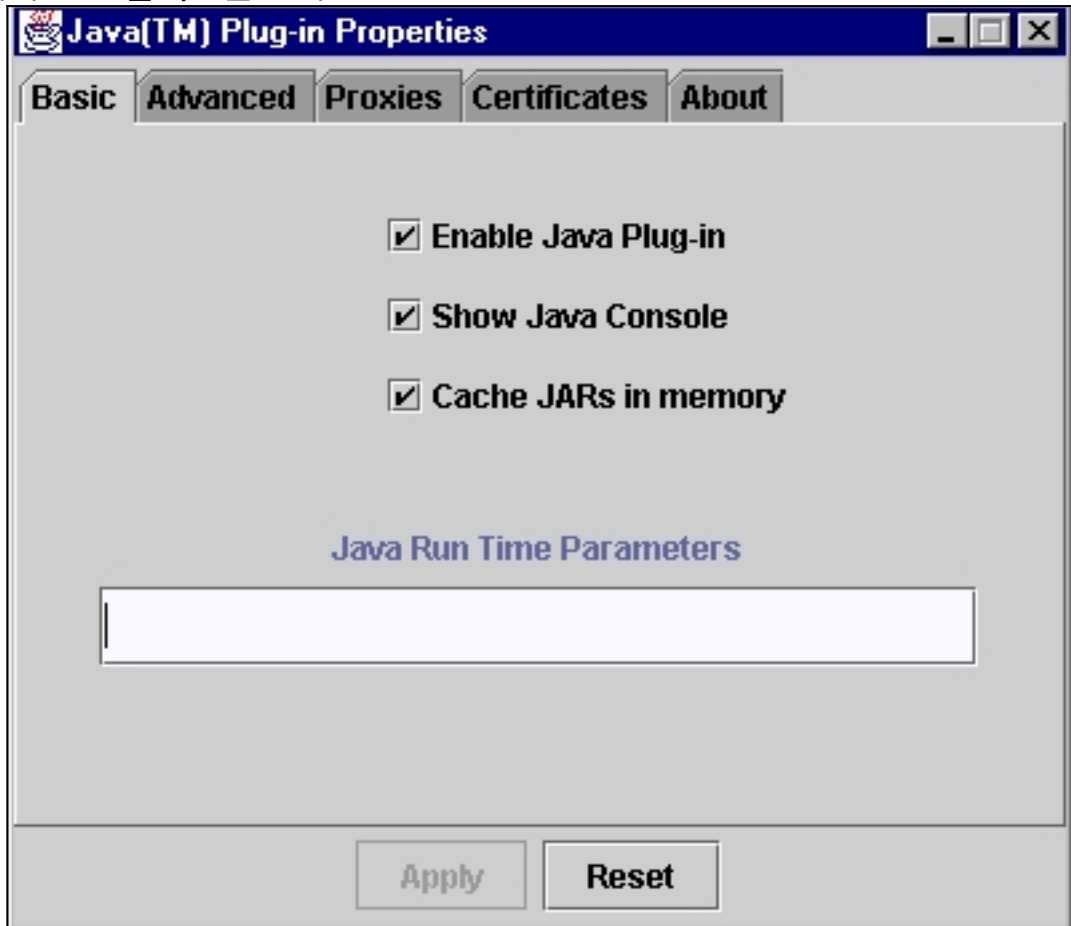 Java(TM) Plug-in Properties
Basic Advanced Proxies Certificates About
Enable Java Plug-in
Show Java Console
Cache JARs in memory
Java Run Time Parameters
Apply Reset